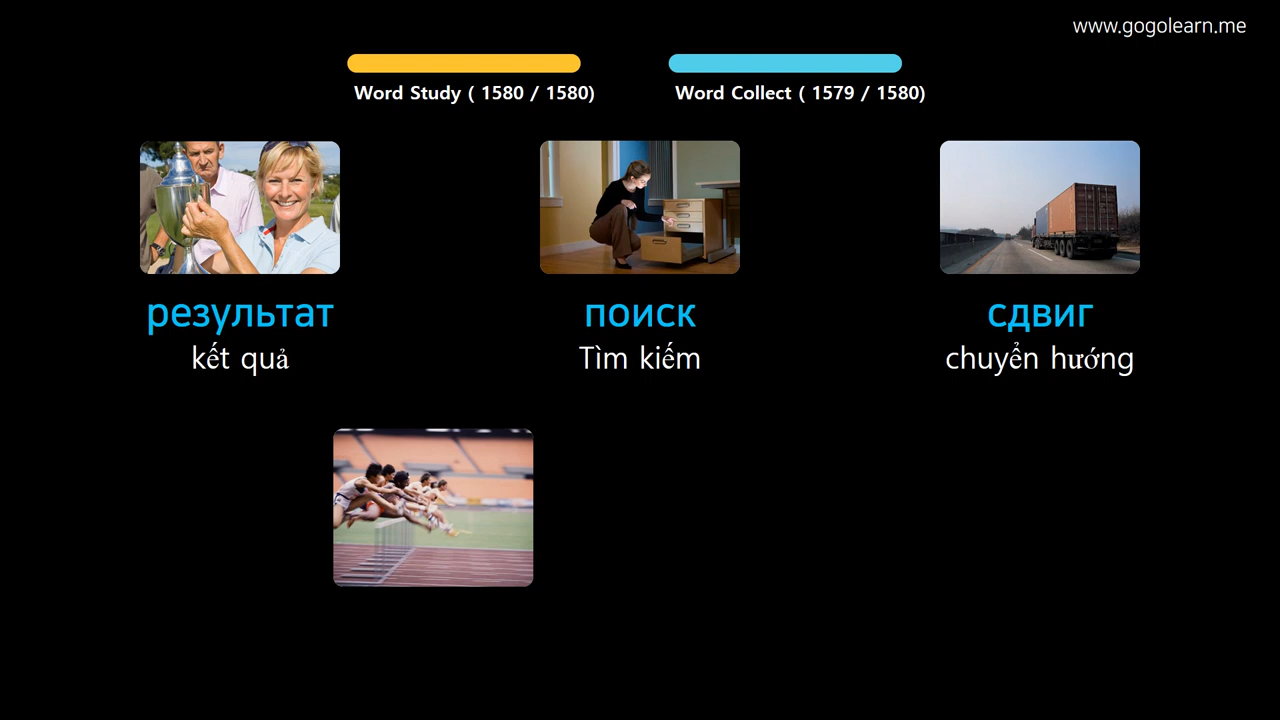 www.gogolearn.me
Word Study ( 1580 / 1580)
Word Collect ( 1579 / 1580)
результат
поиск
сдвиг
kết quả
Tìm kiếm
chuyển hướng